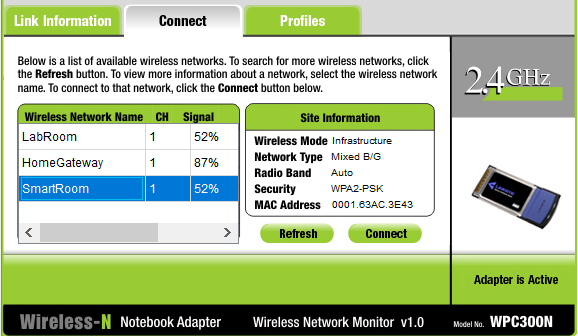 Link Information
Connect
Profiles
Below is a list of available wireless networks. To search for more wireless networks, click
the Refresh button. To view more information about a network, select the wireless network
name. To connect to that network, click the Connect button below.
2.4GHz
Wireless Network Name CH Signal
LabRoom 1 52%
HomeGateway 1 87%
SmartRoom 1 52%
Site Information
Wireless Mode Infrastructure
Network Type Mixed B/G
Radio Band Auto
Security WPA2-PSK
MAC Address 0001.63AC.3E43
Refresh
Connect
Adapter is Active
Wireless-N Notebook Adapter Wireless Network Monitor v1.0 Model No. WPC300N